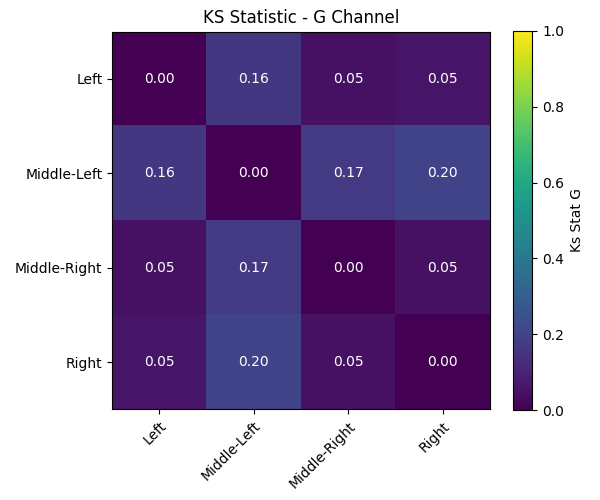 KS Statistic - G Channel
Left 0.00 0.16 0.05 0.05
Middle-Left 0.16 0.00 0.17 0.20
Middle-Right 0.05 0.17 0.00 0.05
Right 0.05 0.20 0.05 0.00
Left Middle-Left Middle-Right Right
1.0
0.8
0.6
0.4
0.2
0.0
Ks Stat G